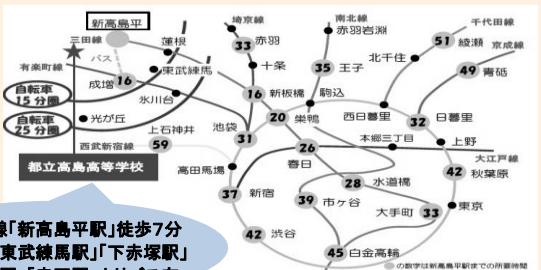 新高島平
三田線
バス
有楽町線
自転車
15分圏
自転車
25分圏
16
成増
蓮根
東武練馬
氷川台
光が丘
上石神井
西武新宿線
59
都立高島高等学校
埼京線
33
赤羽
十条
16
新板橋
南北線
赤羽岩淵
35
王子
駒込
20
巣鴨
池袋
31
千代田線
51
綾瀬
北千住
京成線
49
青砥
西日暮里
32
日暮里
上野
大江戸線
本郷三丁目
26
春日
高田馬場
37
新宿
39
市ヶ谷
28
水道橋
42
秋葉原
大手町
33
東京
42
渋谷
45
白金高輪
線「新高島平駅」徒歩7分
東武練馬駅」「下赤塚駅」
の数字は新高島平駅までの所要時間